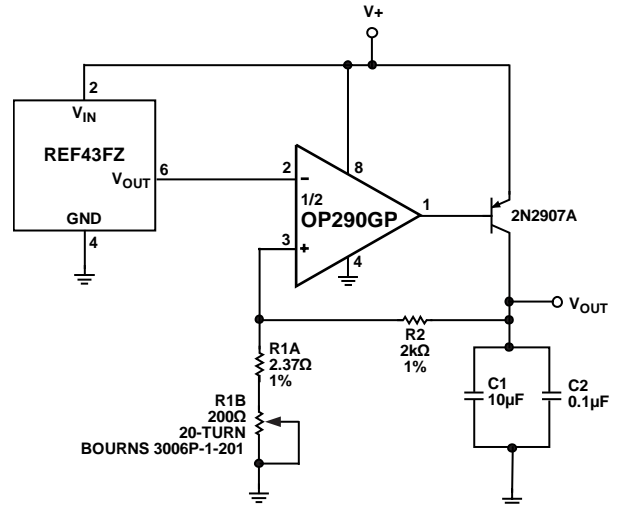 V+
2
VIN
REF43FZ
VOUT
6
GND
4
2
–
8
1/2
OP290GP
1
3
+
4
2N2907A
VOUT
R2
2kΩ
1%
R1A
2.37Ω
1%
R1B
200Ω
20-TURN
BOURNS 3006P-1-201
C1
10µF
C2
0.1µF